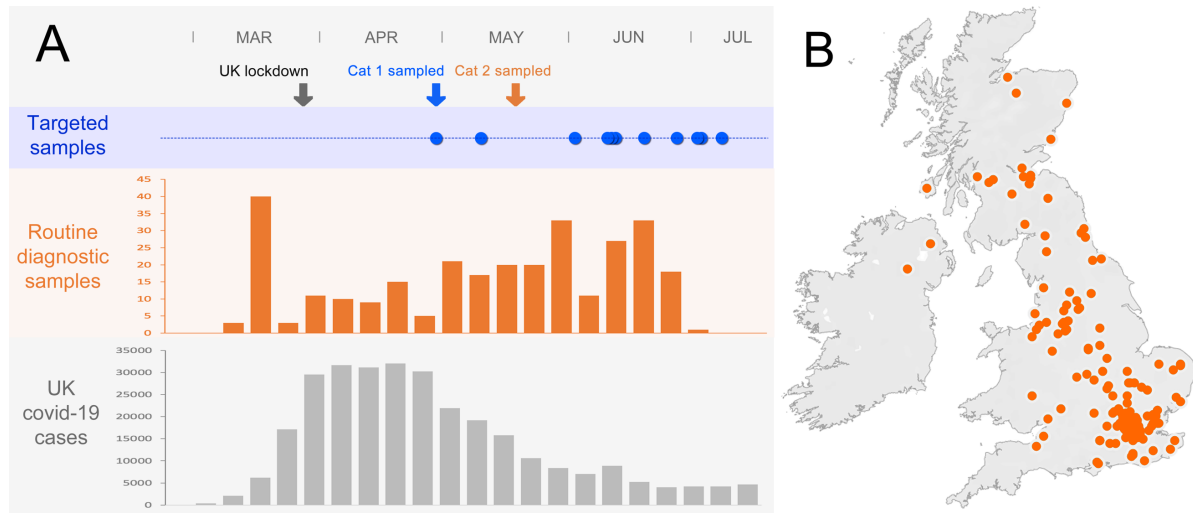 A
MAR APR MAY JUN JUL
UK lockdown Cat 1 sampled Cat 2 sampled
Targeted
samples
45
40
35
30
25
20
15
10
5
0
Routine
diagnostic
samples
35000
30000
25000
20000
15000
10000
5000
0
UK
covid-19
cases
B